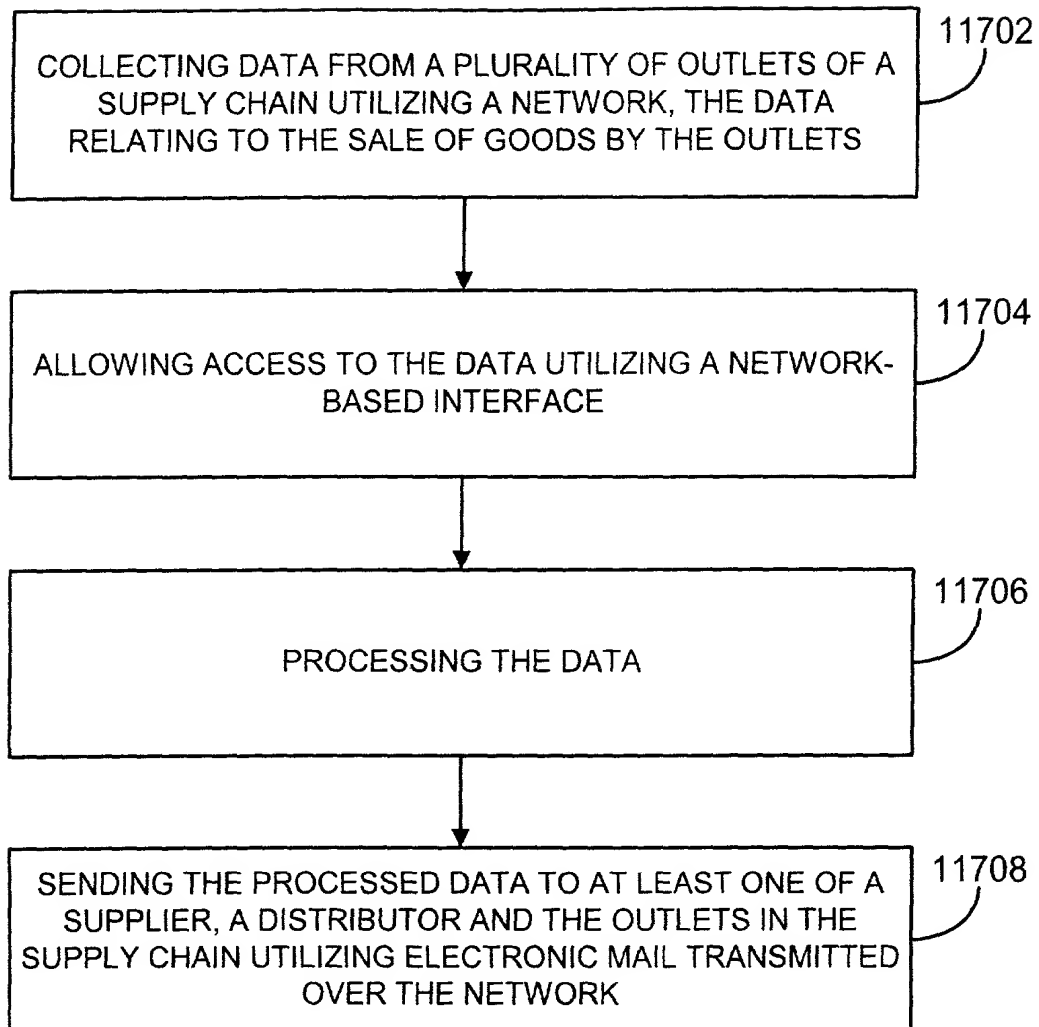 11702
COLLECTING DATA FROM A PLURALITY OF OUTLETS OF A
SUPPLY CHAIN UTILIZING A NETWORK, THE DATA
RELATING TO THE SALE OF GOODS BY THE OUTLETS
11704
ALLOWING ACCESS TO THE DATA UTILIZING A NETWORK-
BASED INTERFACE
11706
PROCESSING THE DATA
11708
SENDING THE PROCESSED DATA TO AT LEAST ONE OF A
SUPPLIER, A DISTRIBUTOR AND THE OUTLETS IN THE
SUPPLY CHAIN UTILIZING ELECTRONIC MAIL TRANSMITTED
OVER THE NETWORK